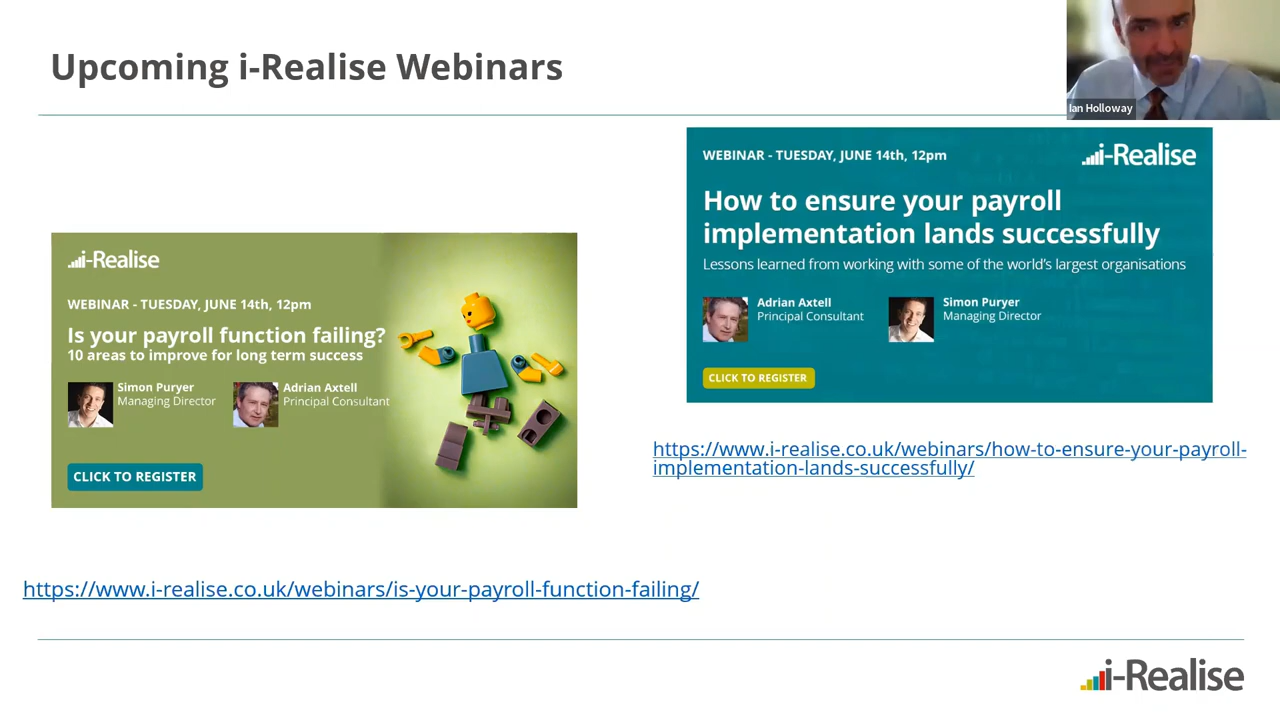 Upcoming i-Realise Webinars
Ian Holloway
i-Realise
WEBINAR - TUESDAY, JUNE 14th, 12pm
Is your payroll function failing?
10 areas to improve for long term success
Simon Puryer
Managing Director
Adrian Axtell
Principal Consultant
CLICK TO REGISTER
https://www.i-realise.co.uk/webinars/is-your-payroll-function-failing/
WEBINAR - TUESDAY, JUNE 14th, 12pm
i-Realise
How to ensure your payroll
implementation lands successfully
Lessons learned from working with some of the world's largest organisations
Adrian Axtell
Principal Consultant
Simon Puryer
Managing Director
CLICK TO REGISTER
https://www.i-realise.co.uk/webinars/how-to-ensure-your-payroll-
implementation-lands-successfully/
i-Realise